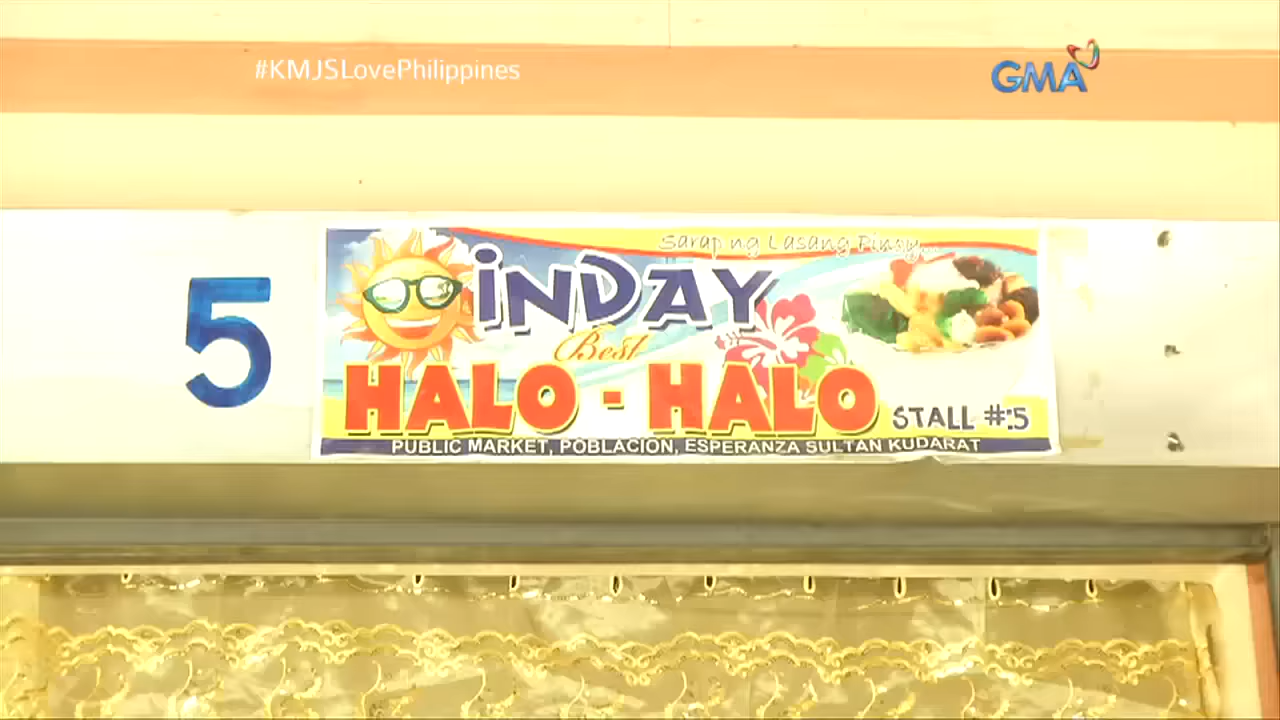 #KMJSLovePhilippines
GMA
5
Sarap ng Lasang Pinoy...
INDAY
Best
HALO - HALO
STALL #:5
PUBLIC MARKET, POBLACION, ESPERANZA SULTAN KUDARAT